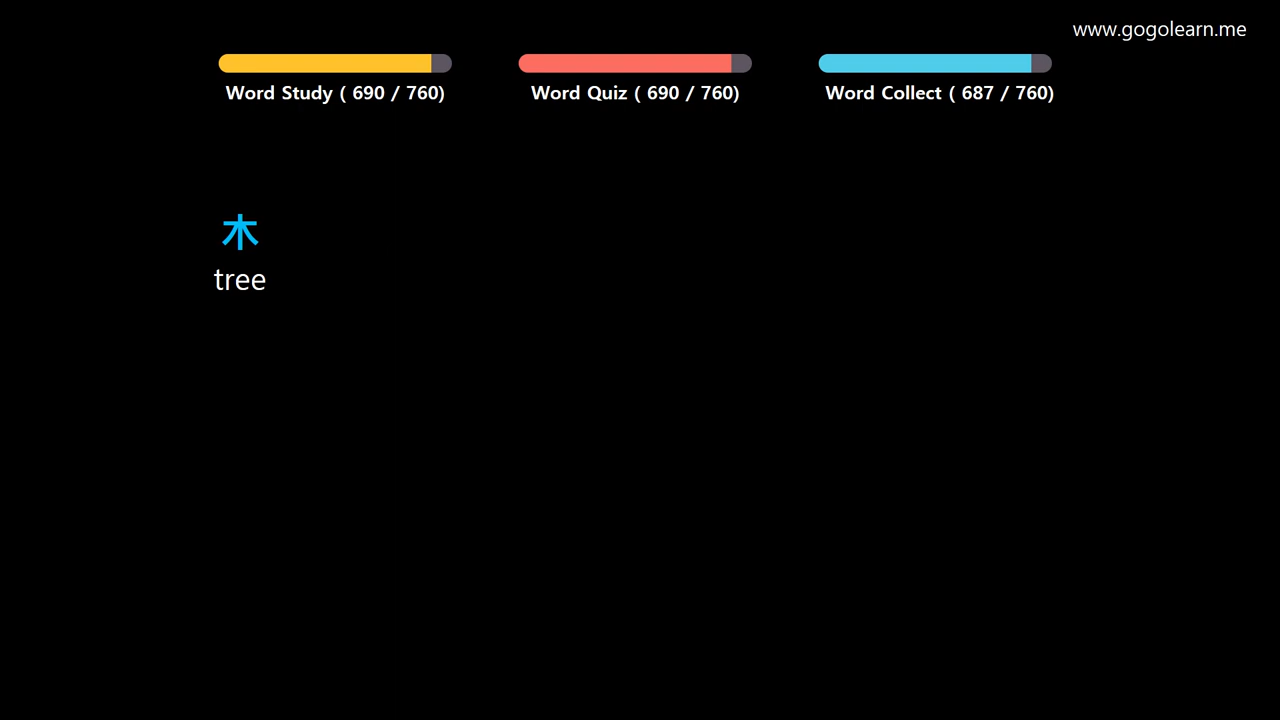 www.gogolearn.me
Word Study ( 690 / 760)
Word Quiz ( 690 / 760)
Word Collect ( 687 / 760)
木
tree